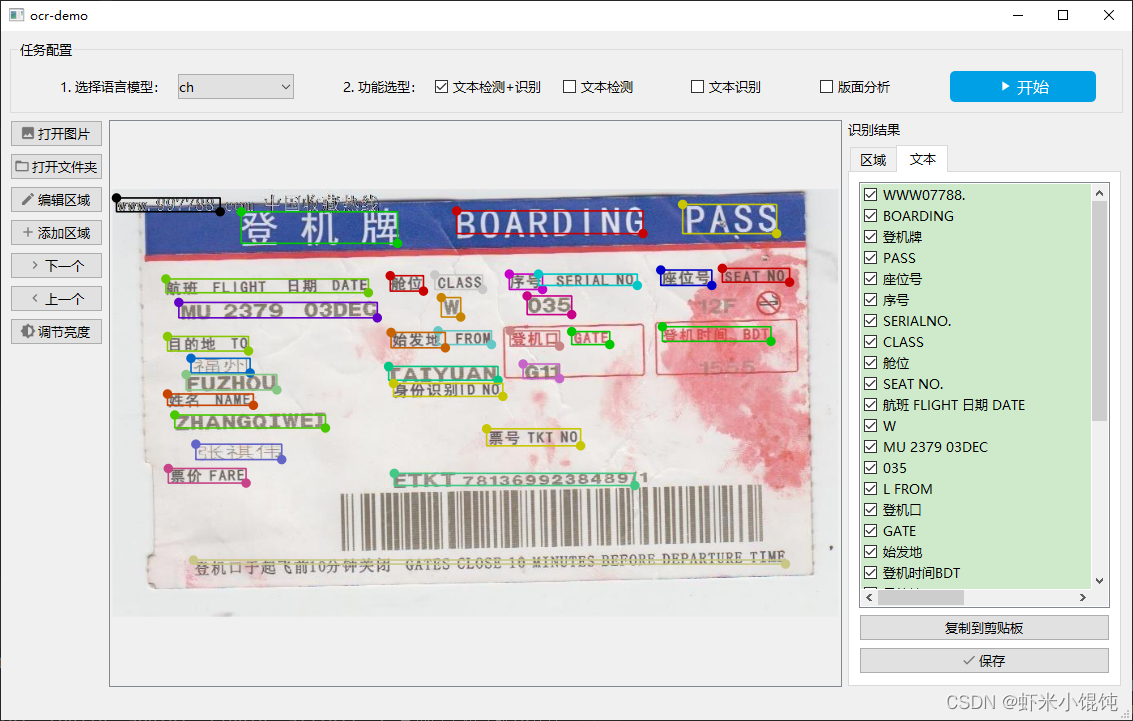 ocr-demo
任务配置
1. 选择语言模型: ch 2. 功能选型: 文本检测+识别 文本检测 文本识别 版面分析 开始
打开图片
打开文件夹
编辑区域
添加区域
下一个
上一个
调节亮度
www.997788.com 中国收藏热线
登机牌 BOARDING PASS
航班 FLIGHT 日期 DATE 舱位 CLASS 序号 SERIAL NO. 座位号 SEAT NO.
MU 2379 03DEC W 035 12F
目的地 TO 始发地 FROM 登机口 GATE 登机时间 BDT
福州 FUZHOU TAIYUAN G11 1555
姓名 NAME 身份识别ID NO.
ZHANGQIWEI
张祺伟
票号 TKT NO.
票价 FARE
ETKT 7813699238489/1
登机口于起飞前10分钟关闭 GATES CLOSE 10 MINUTES BEFORE DEPARTURE TIME
识别结果
区域 文本
WWW07788.
BOARDING
登机牌
PASS
座位号
序号
SERIALNO.
CLASS
舱位
SEAT NO.
航班 FLIGHT 日期 DATE
W
MU 2379 03DEC
035
L FROM
登机口
GATE
始发地
登机时间BDT
复制到剪贴板
保存
CSDN @虾米小馄饨